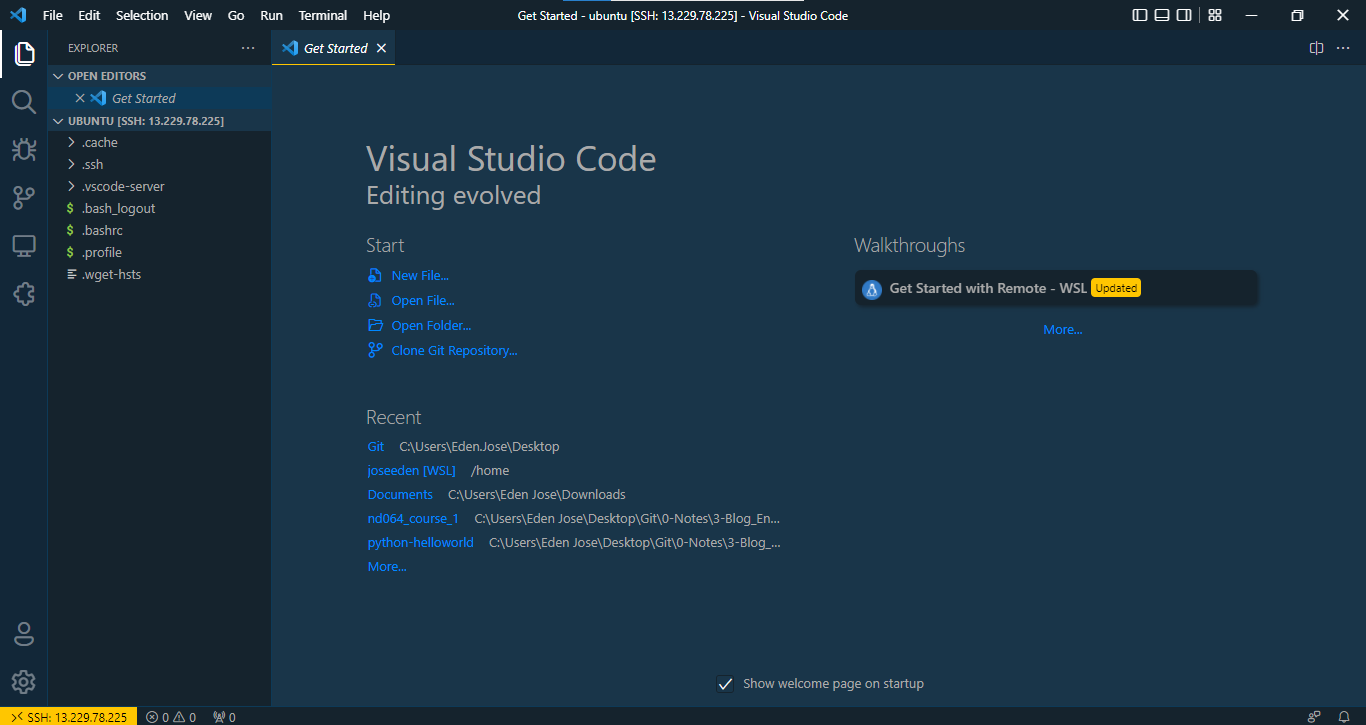 File Edit Selection View Go Run Terminal Help
Get Started - ubuntu [SSH: 13.229.78.225] - Visual Studio Code
EXPLORER
OPEN EDITORS
Get Started
UBUNTU [SSH: 13.229.78.225]
.cache
.ssh
.vscode-server
$ .bash_logout
$ .bashrc
$ .profile
.wget-hsts
Get Started
Visual Studio Code
Editing evolved
Start
New File...
Open File...
Open Folder...
Clone Git Repository...
Recent
Git C:\Users\Eden.Jose\Desktop
joseeden [WSL] /home
Documents C:\Users\Eden Jose\Downloads
nd064_course_1 C:\Users\Eden Jose\Desktop\Git\0-Notes\3-Blog_En...
python-helloworld C:\Users\Eden Jose\Desktop\Git\0-Notes\3-Blog_...
More...
Walkthroughs
Get Started with Remote - WSL Updated
More...
Show welcome page on startup
SSH: 13.229.78.225 0 0 0